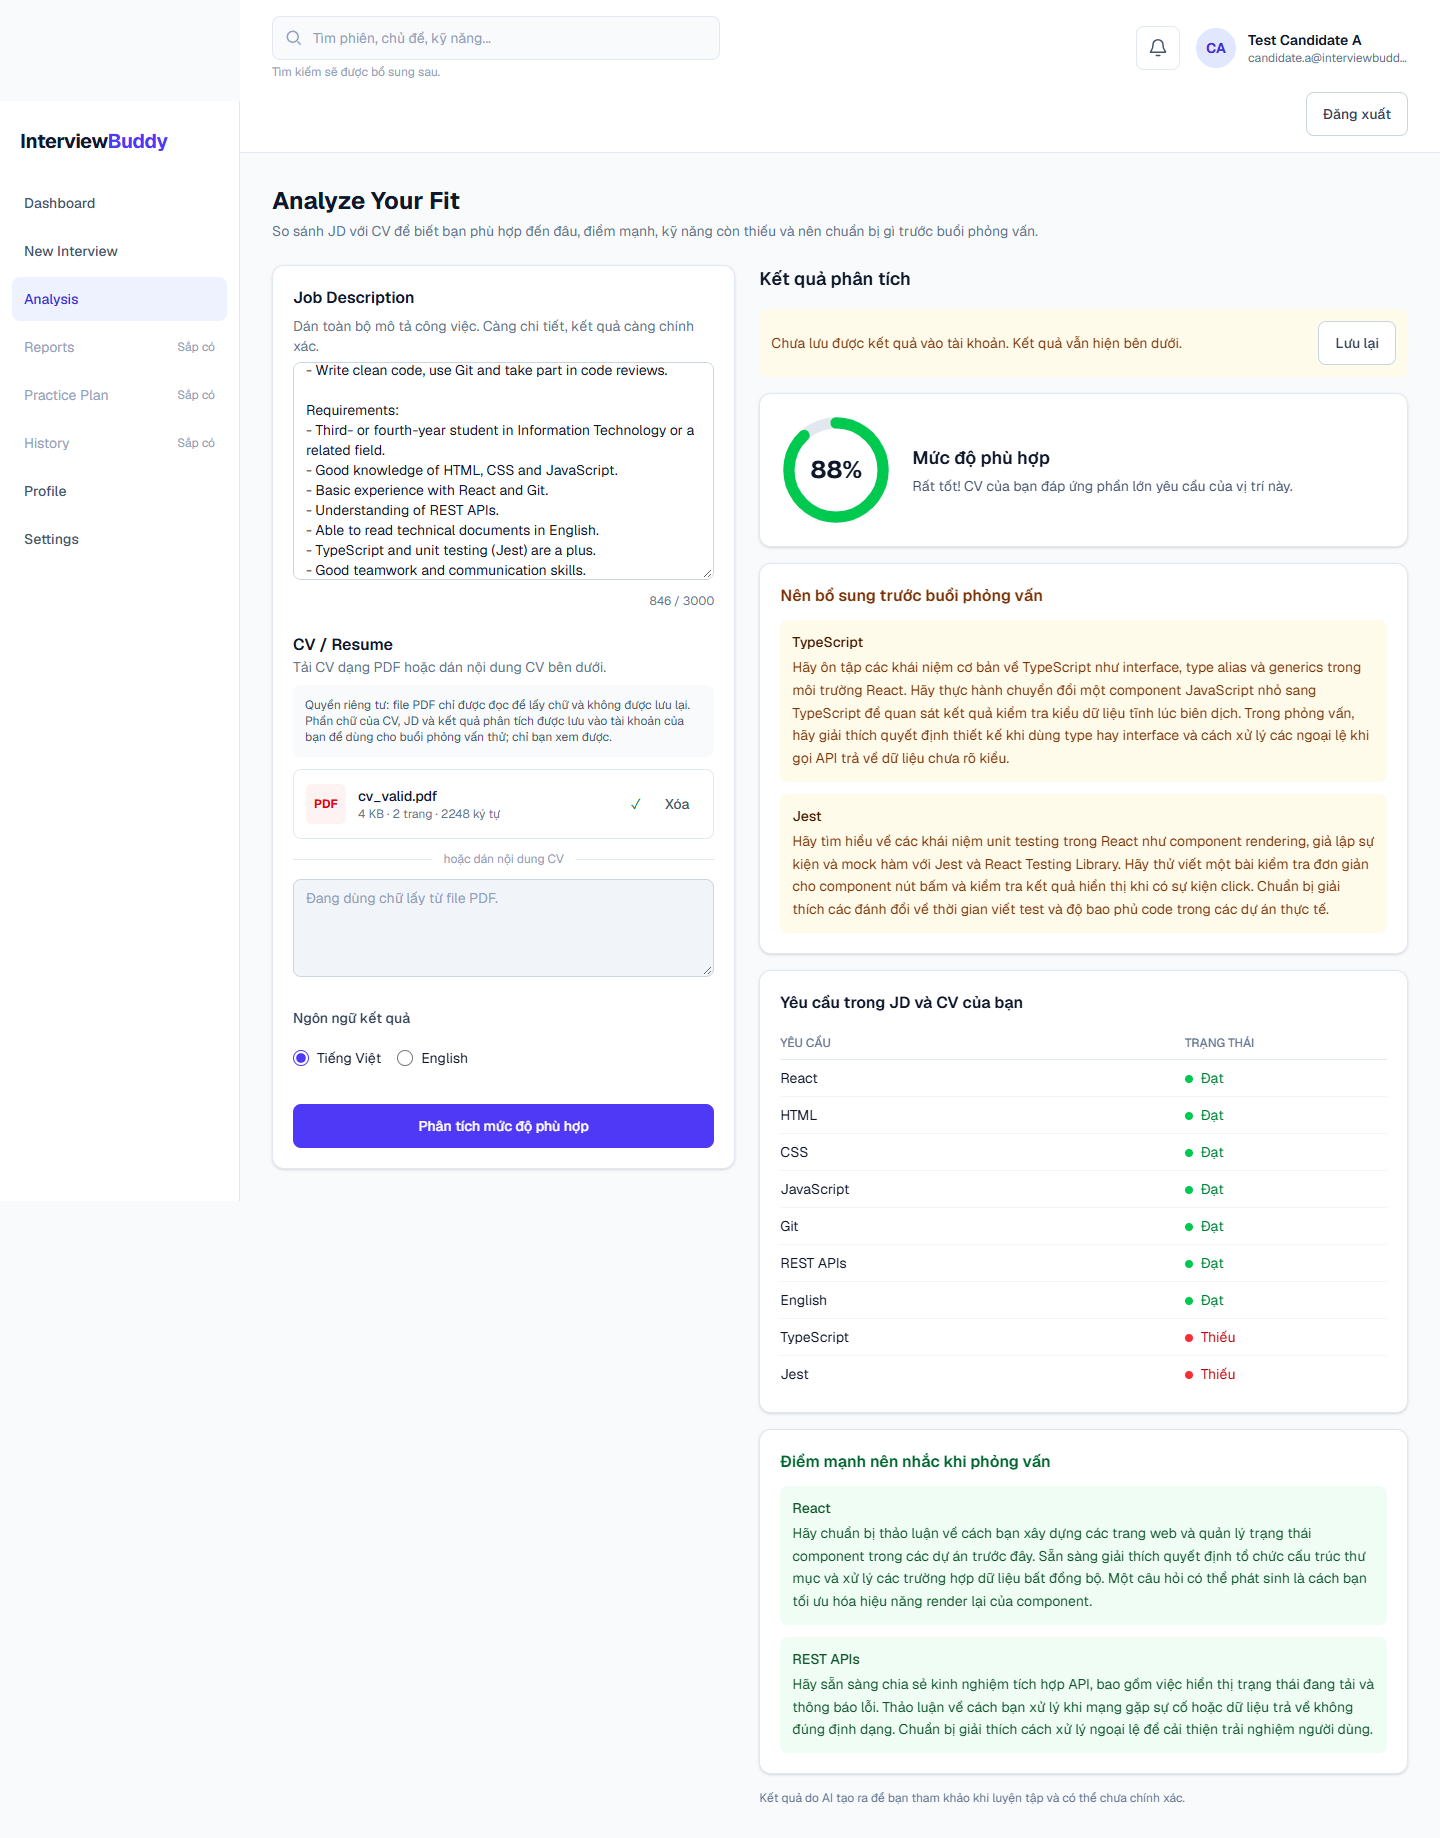 Tìm phiên, chủ đề, kỹ năng...
Tìm kiếm sẽ được bổ sung sau.
CA
Test Candidate A
candidate.a@interviewbudd...
Đăng xuất
InterviewBuddy
Dashboard
New Interview
Analysis
Reports Sắp có
Practice Plan Sắp có
History Sắp có
Profile
Settings
Analyze Your Fit
So sánh JD với CV để biết bạn phù hợp đến đâu, điểm mạnh, kỹ năng còn thiếu và nên chuẩn bị gì trước buổi phỏng vấn.
Job Description
Dán toàn bộ mô tả công việc. Càng chi tiết, kết quả càng chính
xác.
- Write clean code, use Git and take part in code reviews.
Requirements:
- Third- or fourth-year student in Information Technology or a
related field.
- Good knowledge of HTML, CSS and JavaScript.
- Basic experience with React and Git.
- Understanding of REST APIs.
- Able to read technical documents in English.
- TypeScript and unit testing (Jest) are a plus.
- Good teamwork and communication skills.
846 / 3000
CV / Resume
Tải CV dạng PDF hoặc dán nội dung CV bên dưới.
Quyền riêng tư: file PDF chỉ được đọc để lấy chữ và không được lưu lại.
Phần chữ của CV, JD và kết quả phân tích được lưu vào tài khoản của
bạn để dùng cho buổi phỏng vấn thử; chỉ bạn xem được.
PDF
cv_valid.pdf
4 KB · 2 trang · 2248 ký tự
✓ Xóa
hoặc dán nội dung CV
Đang dùng chữ lấy từ file PDF.
Ngôn ngữ kết quả
Tiếng Việt English
Phân tích mức độ phù hợp
Kết quả phân tích
Chưa lưu được kết quả vào tài khoản. Kết quả vẫn hiện bên dưới.
Lưu lại
88%
Mức độ phù hợp
Rất tốt! CV của bạn đáp ứng phần lớn yêu cầu của vị trí này.
Nên bổ sung trước buổi phỏng vấn
TypeScript
Hãy ôn tập các khái niệm cơ bản về TypeScript như interface, type alias và generics trong
môi trường React. Hãy thực hành chuyển đổi một component JavaScript nhỏ sang
TypeScript để quan sát kết quả kiểm tra kiểu dữ liệu tĩnh lúc biên dịch. Trong phỏng vấn,
hãy giải thích quyết định thiết kế khi dùng type hay interface và cách xử lý các ngoại lệ khi
gọi API trả về dữ liệu chưa rõ kiểu.
Jest
Hãy tìm hiểu về các khái niệm unit testing trong React như component rendering, giả lập sự
kiện và mock hàm với Jest và React Testing Library. Hãy thử viết một bài kiểm tra đơn giản
cho component nút bấm và kiểm tra kết quả hiển thị khi có sự kiện click. Chuẩn bị giải
thích các đánh đổi về thời gian viết test và độ bao phủ code trong các dự án thực tế.
Yêu cầu trong JD và CV của bạn
YÊU CẦU TRẠNG THÁI
React Đạt
HTML Đạt
CSS Đạt
JavaScript Đạt
Git Đạt
REST APIs Đạt
English Đạt
TypeScript Thiếu
Jest Thiếu
Điểm mạnh nên nhắc khi phỏng vấn
React
Hãy chuẩn bị thảo luận về cách bạn xây dựng các trang web và quản lý trạng thái
component trong các dự án trước đây. Sẵn sàng giải thích quyết định tổ chức cấu trúc thư
mục và xử lý các trường hợp dữ liệu bất đồng bộ. Một câu hỏi có thể phát sinh là cách bạn
tối ưu hóa hiệu năng render lại của component.
REST APIs
Hãy sẵn sàng chia sẻ kinh nghiệm tích hợp API, bao gồm việc hiển thị trạng thái đang tải và
thông báo lỗi. Thảo luận về cách bạn xử lý khi mạng gặp sự cố hoặc dữ liệu trả về không
đúng định dạng. Chuẩn bị giải thích cách xử lý ngoại lệ để cải thiện trải nghiệm người dùng.
Kết quả do AI tạo ra để bạn tham khảo khi luyện tập và có thể chưa chính xác.